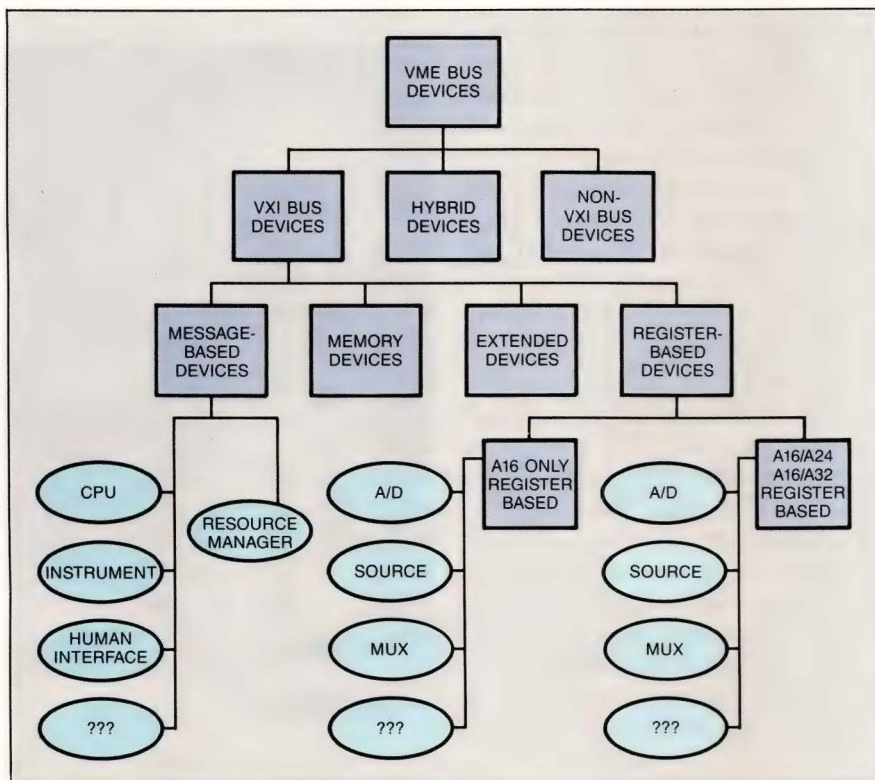 VME BUS
DEVICES
VXI BUS
DEVICES
HYBRID
DEVICES
NON-
VXI BUS
DEVICES
MESSAGE-
BASED
DEVICES
MEMORY
DEVICES
EXTENDED
DEVICES
REGISTER-
BASED
DEVICES
CPU
INSTRUMENT
HUMAN
INTERFACE
???
RESOURCE
MANAGER
A/D
SOURCE
MUX
???
A16 ONLY
REGISTER
BASED
A/D
SOURCE
MUX
???
A16/A24
A16/A32
REGISTER
BASED